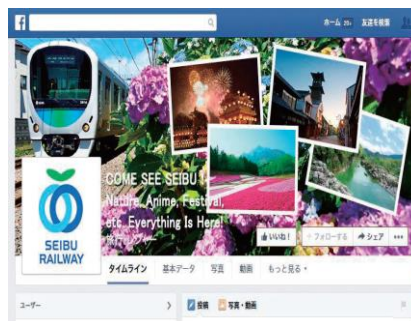 f
ホーム
友達を検索
COME SEE SEIBU !
Nature, Anime, Festival,
etc. Everything Is Here!
SEIBU
RAILWAY
いいね！
+ フォローする
シェア
•••
タイムライン
基本データ
写真
動画
もっと見る
ユーザー
投稿
写真・動画